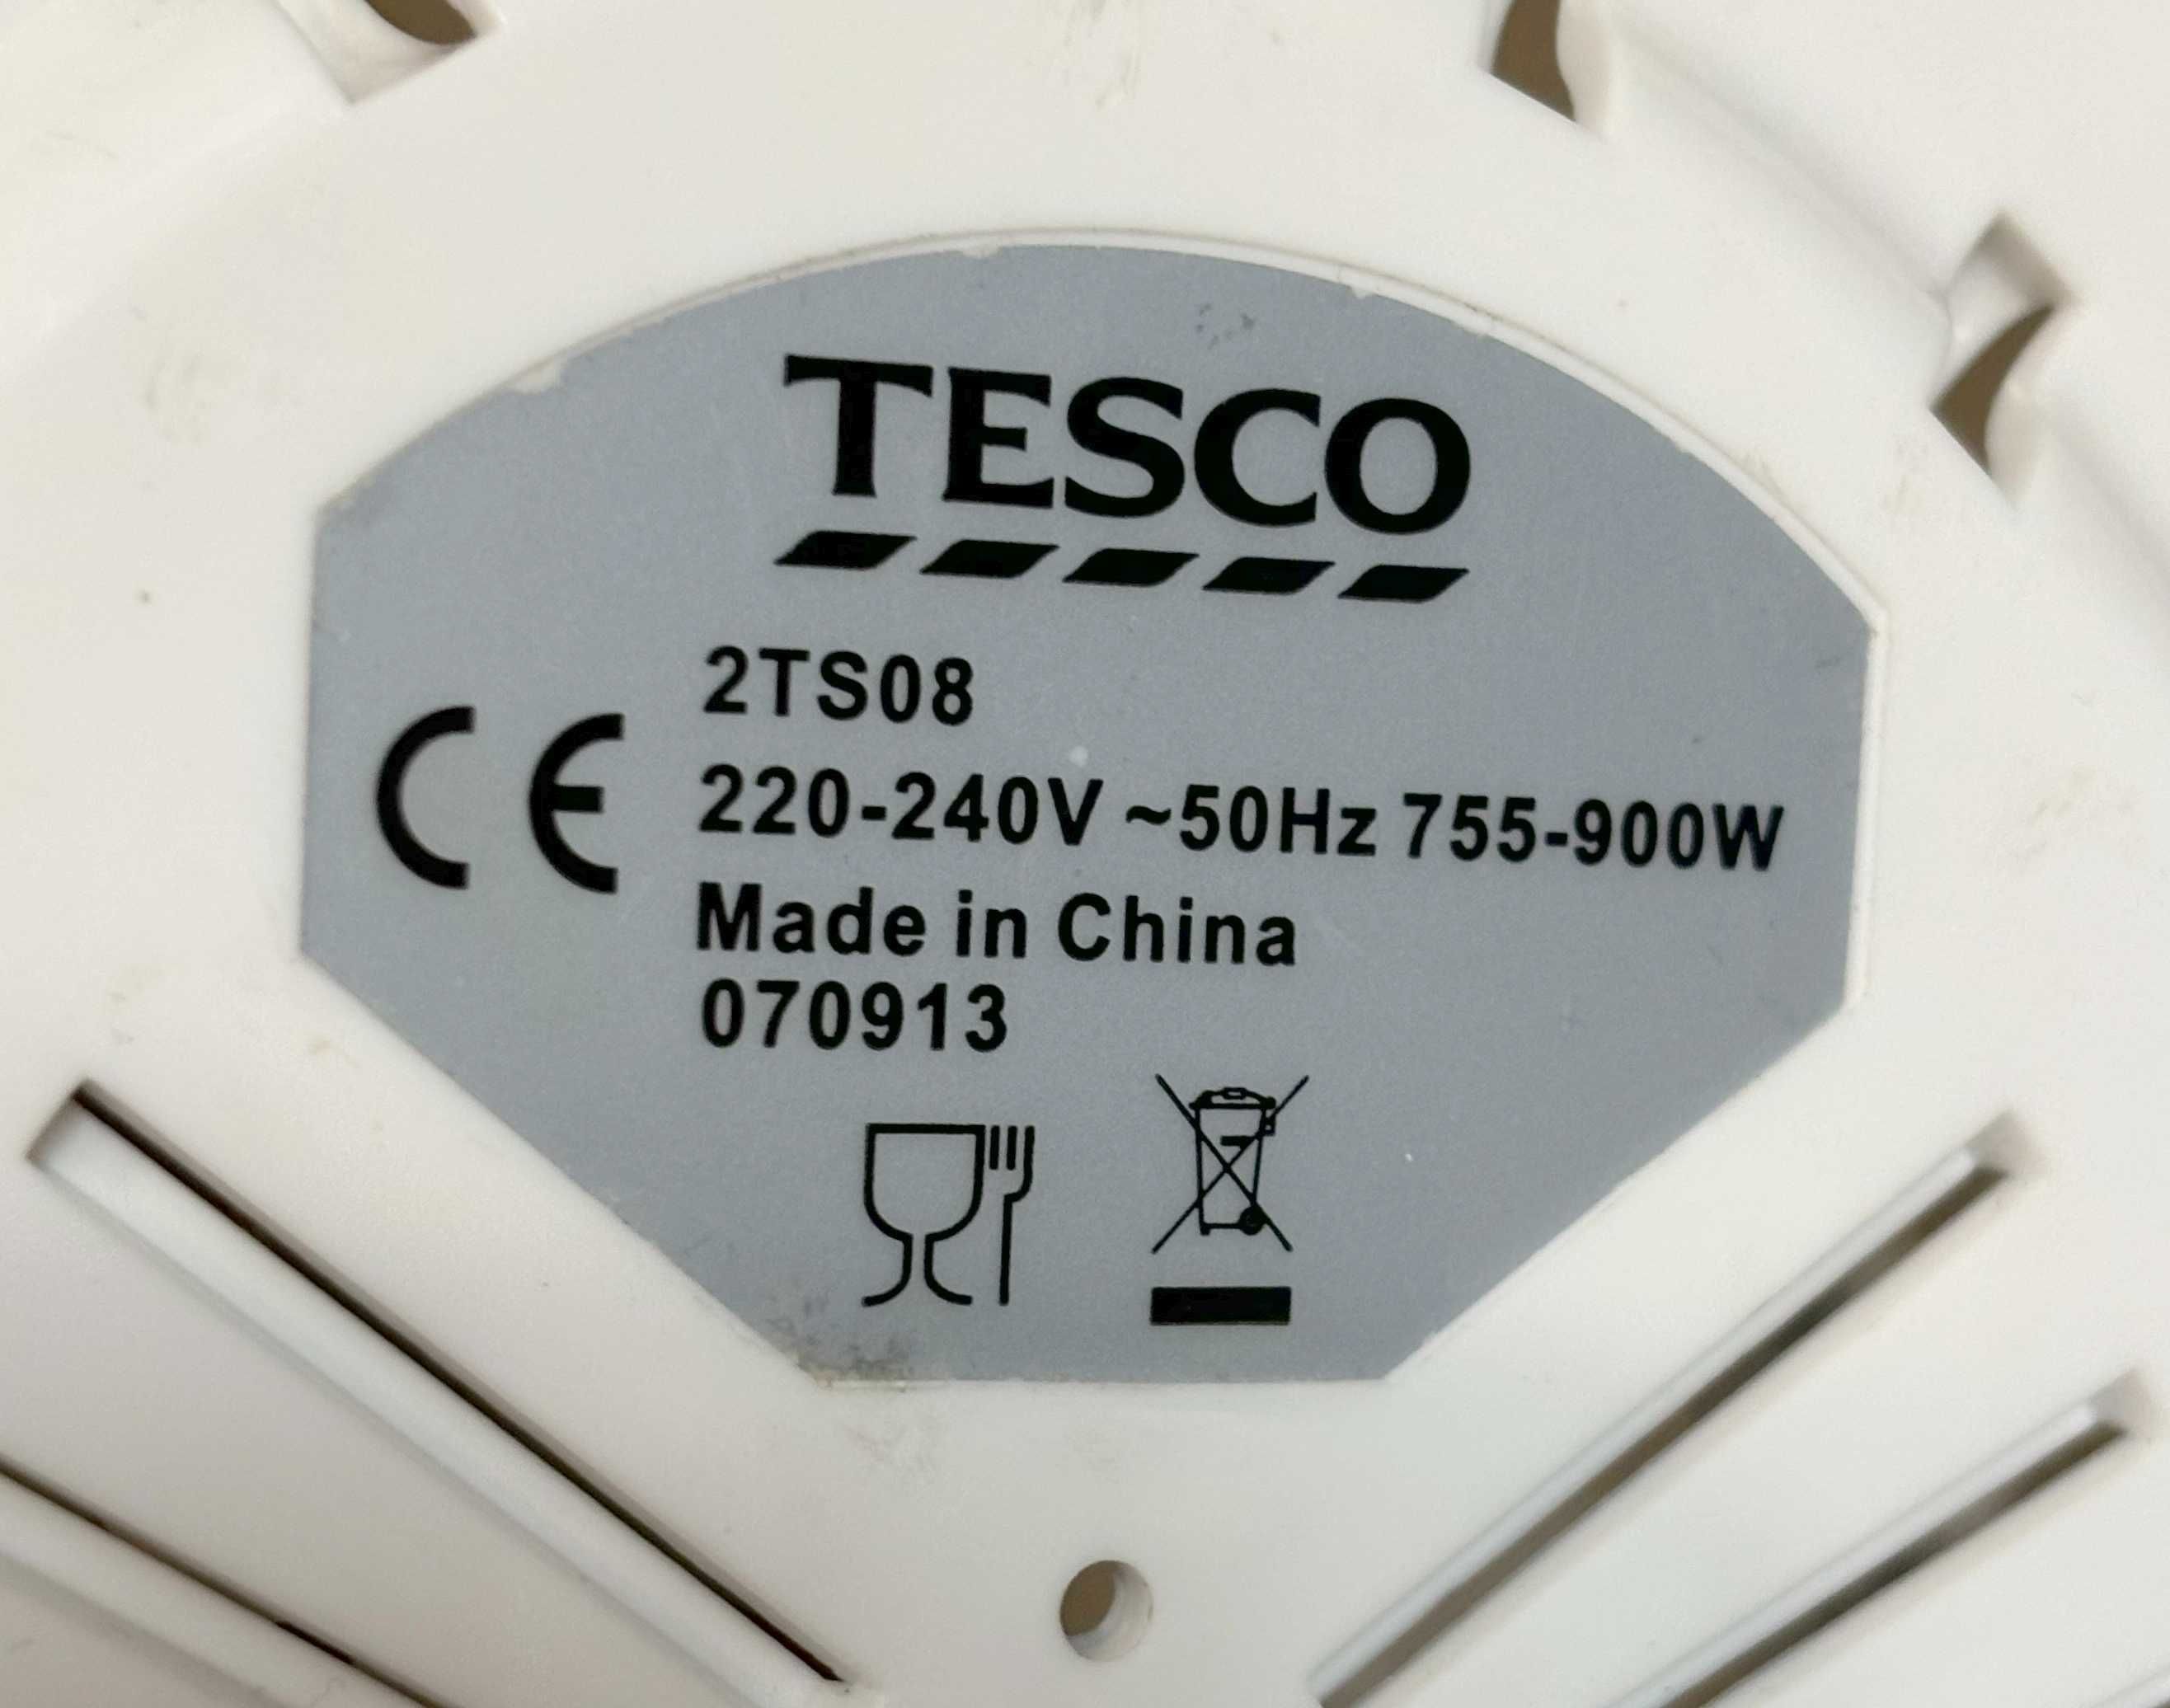 TESCO
2TS08
CE
220-240V ~50Hz 755-900W
Made in China
070913